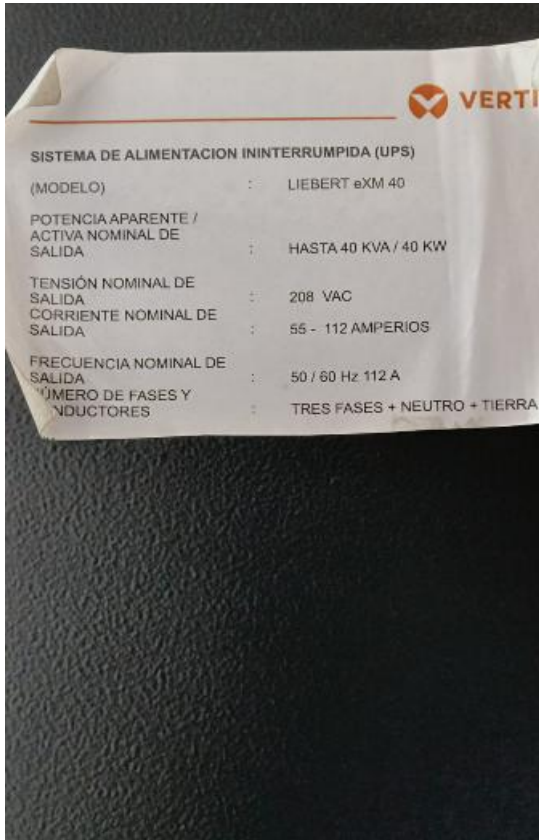 VERTI
SISTEMA DE ALIMENTACION ININTERRUMPIDA (UPS)
(MODELO) : LIEBERT eXM 40
POTENCIA APARENTE /
ACTIVA NOMINAL DE
SALIDA : HASTA 40 KVA / 40 KW
TENSIÓN NOMINAL DE
SALIDA : 208 VAC
CORRIENTE NOMINAL DE
SALIDA : 55 - 112 AMPERIOS
FRECUENCIA NOMINAL DE
SALIDA : 50 / 60 Hz 112 A
NÚMERO DE FASES Y
NDUCTORES : TRES FASES + NEUTRO + TIERRA